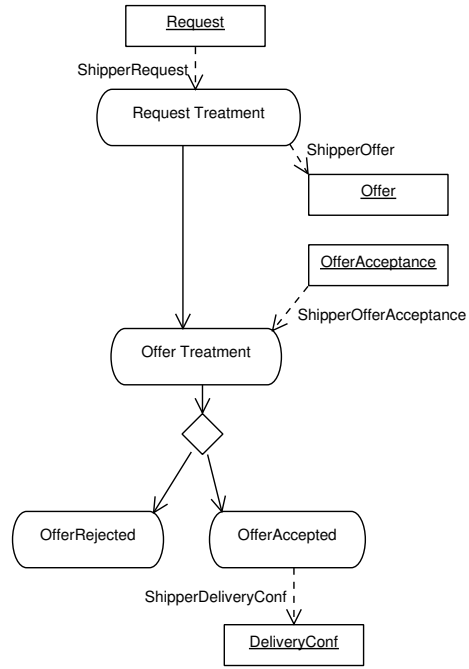 Request
ShipperRequest
Request Treatment
ShipperOffer
Offer
OfferAcceptance
ShipperOfferAcceptance
Offer Treatment
OfferRejected
OfferAccepted
ShipperDeliveryConf
DeliveryConf